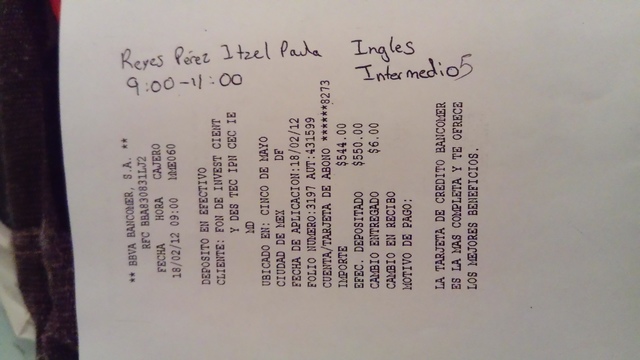 Reyes Pérez Itzel Paula Ingles
9:00-11:00 Intermedio 5
** BBVA BANCOMER, S.A. **
RFC BBA830831LJ2
FECHA HORA CAJERO
18/02/12 09:00 MME060
DEPOSITO EN EFECTIVO
CLIENTE: FON DE INVEST CIENT
Y DES TEC IPN CEC IE
MD
UBICADO EN: CINCO DE MAYO
CIUDAD DE MEX DF
FECHA DE APLICACION:18/02/12
FOLIO NUMERO:3197 AUT:431599
CUENTA/TARJETA DE ABONO ******8273
IMPORTE $544.00
EFEC. DEPOSITADO $550.00
CAMBIO ENTREGADO $6.00
CAMBIO EN RECIBO
MOTIVO DE PAGO:
LA TARJETA DE CREDITO BANCOMER
ES LA MAS COMPLETA Y TE OFRECE
LOS MEJORES BENEFICIOS.